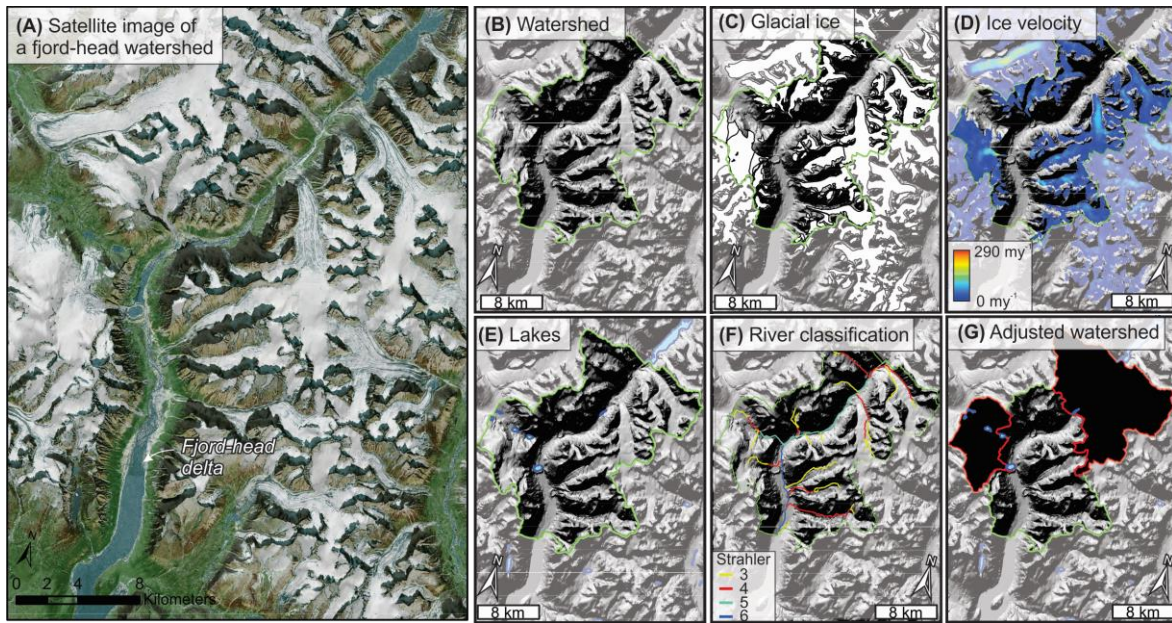 (A) Satellite image of
a fjord-head watershed
Fjord-head
delta
N
0 2 4 8
Kilometers
(B) Watershed
N
8 km
(C) Glacial ice
N
8 km
(D) Ice velocity
290 my⁻¹
0 my⁻¹
N
8 km
(E) Lakes
N
8 km
(F) River classification
Strahler
3
4
5
6
N
8 km
(G) Adjusted watershed
N
8 km